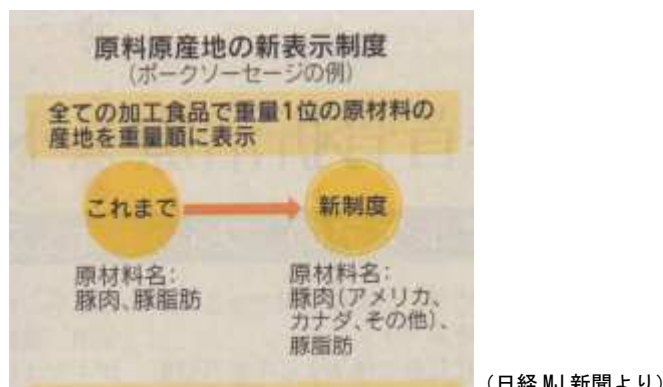 原料原産地の新表示制度
(ポークソーセージの例)
全ての加工食品で重量1位の原材料の
産地を重量順に表示
これまで
新制度
原材料名:
豚肉、豚脂肪
原材料名:
豚肉(アメリカ、
カナダ、その他)、
豚脂肪
(日経 MJ 新聞より)